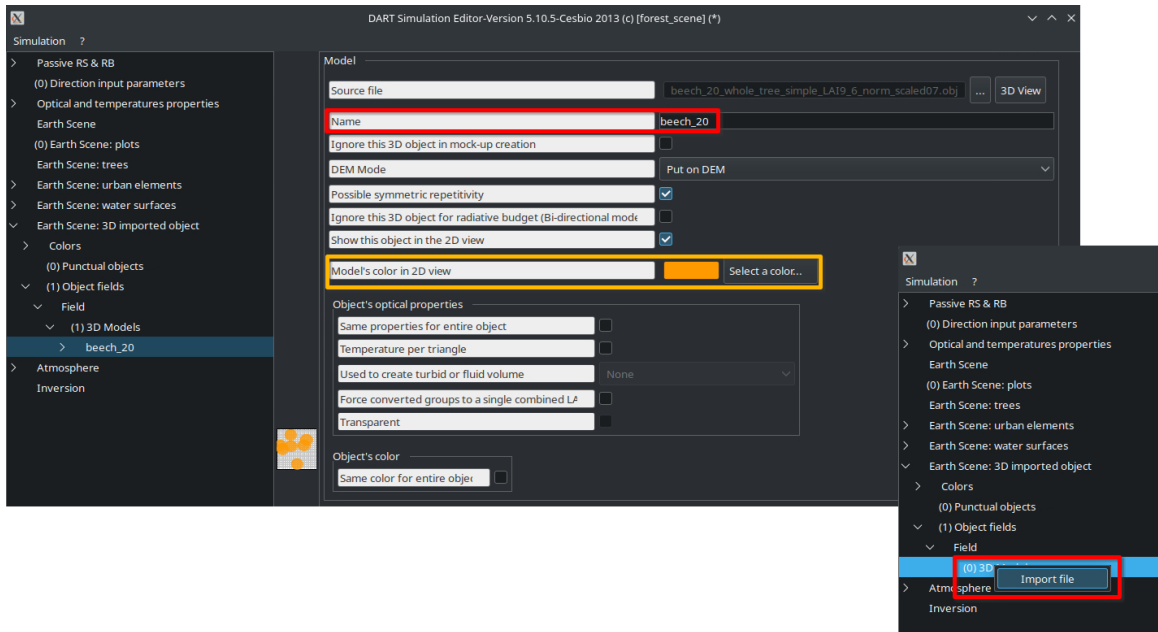 DART Simulation Editor-Version 5.10.5-Cesbio 2013 (c) [forest_scene] (*)
Simulation ?
Passive RS & RB
(0) Direction input parameters
Optical and temperatures properties
Earth Scene
(0) Earth Scene: plots
Earth Scene: trees
Earth Scene: urban elements
Earth Scene: water surfaces
Earth Scene: 3D imported object
Colors
(0) Punctual objects
(1) Object fields
Field
(1) 3D Models
beech_20
Atmosphere
Inversion
Model
Source file beech_20_whole_tree_simple_LAI9_6_norm_scaled07.obj ... 3D View
Name beech_20
Ignore this 3D object in mock-up creation
DEM Mode Put on DEM
Possible symmetric repetitivity
Ignore this 3D object for radiative budget (Bi-directional mode
Show this object in the 2D view
Model's color in 2D view Select a color...
Object's optical properties
Same properties for entire object
Temperature per triangle
Used to create turbid or fluid volume None
Force converted groups to a single combined LA
Transparent
Object's color
Same color for entire objec
Simulation ?
Passive RS & RB
(0) Direction input parameters
Optical and temperatures properties
Earth Scene
(0) Earth Scene: plots
Earth Scene: trees
Earth Scene: urban elements
Earth Scene: water surfaces
Earth Scene: 3D imported object
Colors
(0) Punctual objects
(1) Object fields
Field
(0) 3D
Import file
Atmosphere
Inversion